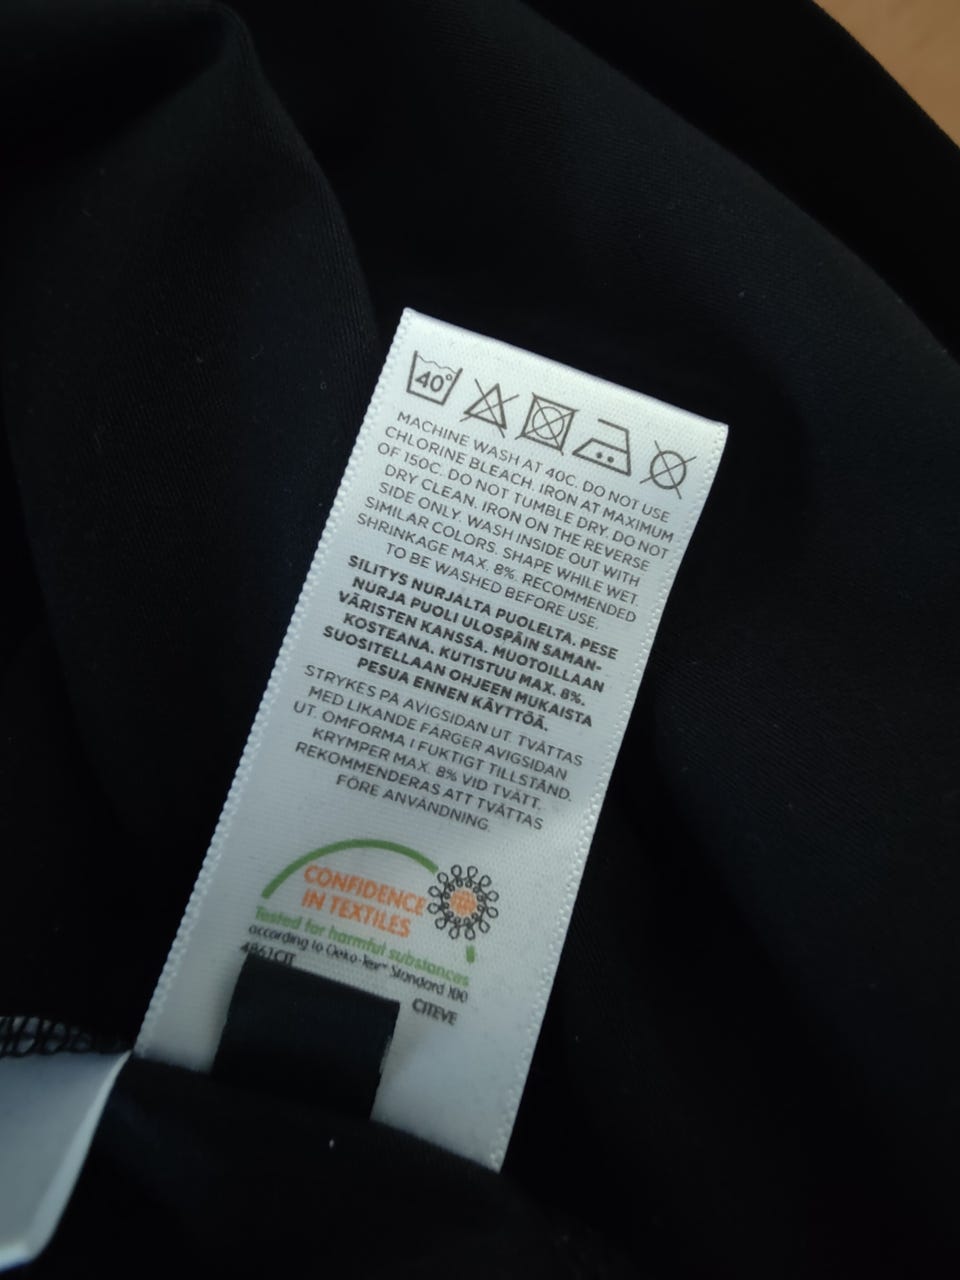 40°
MACHINE WASH AT 40C. DO NOT USE
CHLORINE BLEACH. IRON AT MAXIMUM
OF 150C. DO NOT TUMBLE DRY. DO NOT
DRY CLEAN. IRON ON THE REVERSE
SIDE ONLY. WASH INSIDE OUT WITH
SIMILAR COLORS. SHAPE WHILE WET.
SHRINKAGE MAX. 8%. RECOMMENDED
TO BE WASHED BEFORE USE.
SILITYS NURJALTA PUOLELTA. PESE
NURJA PUOLI ULOSPÄIN SAMAN-
VÄRISTEN KANSSA. MUOTOILLAAN
KOSTEANA. KUTISTUU MAX. 8%.
SUOSITELLAAN OHJEEN MUKAISTA
PESUA ENNEN KÄYTTÖÄ.
STRYKES PÅ AVIGSIDAN UT. TVÄTTAS
MED LIKANDE FÄRGER AVIGSIDAN
UT. OMFORMA I FUKTIGT TILLSTÅND.
KRYMPER MAX. 8% VID TVÄTT.
REKOMMENDERAS ATT TVÄTTAS
FÖRE ANVÄNDNING.
CONFIDENCE
IN TEXTILES
Tested for harmful substances
according to Oeko-Tex™ Standard 100
4861CIT CITEVE